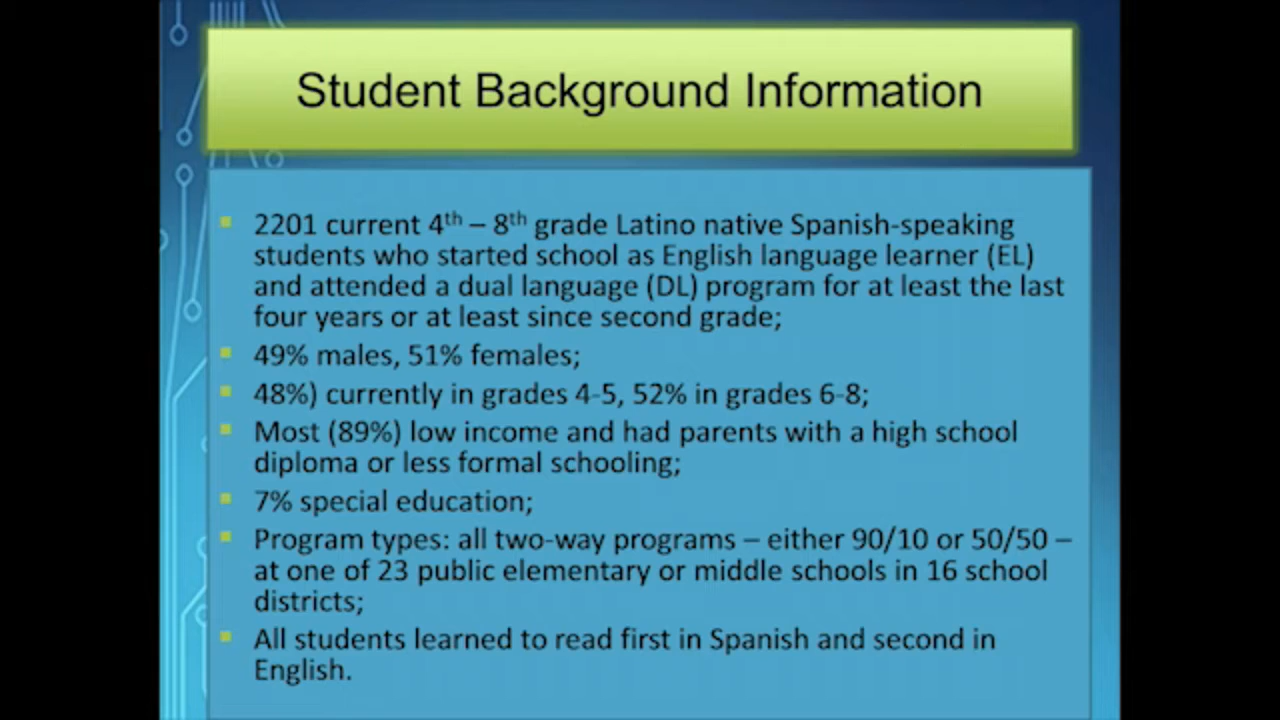 Student Background Information
2201 current 4th – 8th grade Latino native Spanish-speaking
students who started school as English language learner (EL)
and attended a dual language (DL) program for at least the last
four years or at least since second grade;
49% males, 51% females;
48%) currently in grades 4-5, 52% in grades 6-8;
Most (89%) low income and had parents with a high school
diploma or less formal schooling;
7% special education;
Program types: all two-way programs – either 90/10 or 50/50 –
at one of 23 public elementary or middle schools in 16 school
districts;
All students learned to read first in Spanish and second in
English.